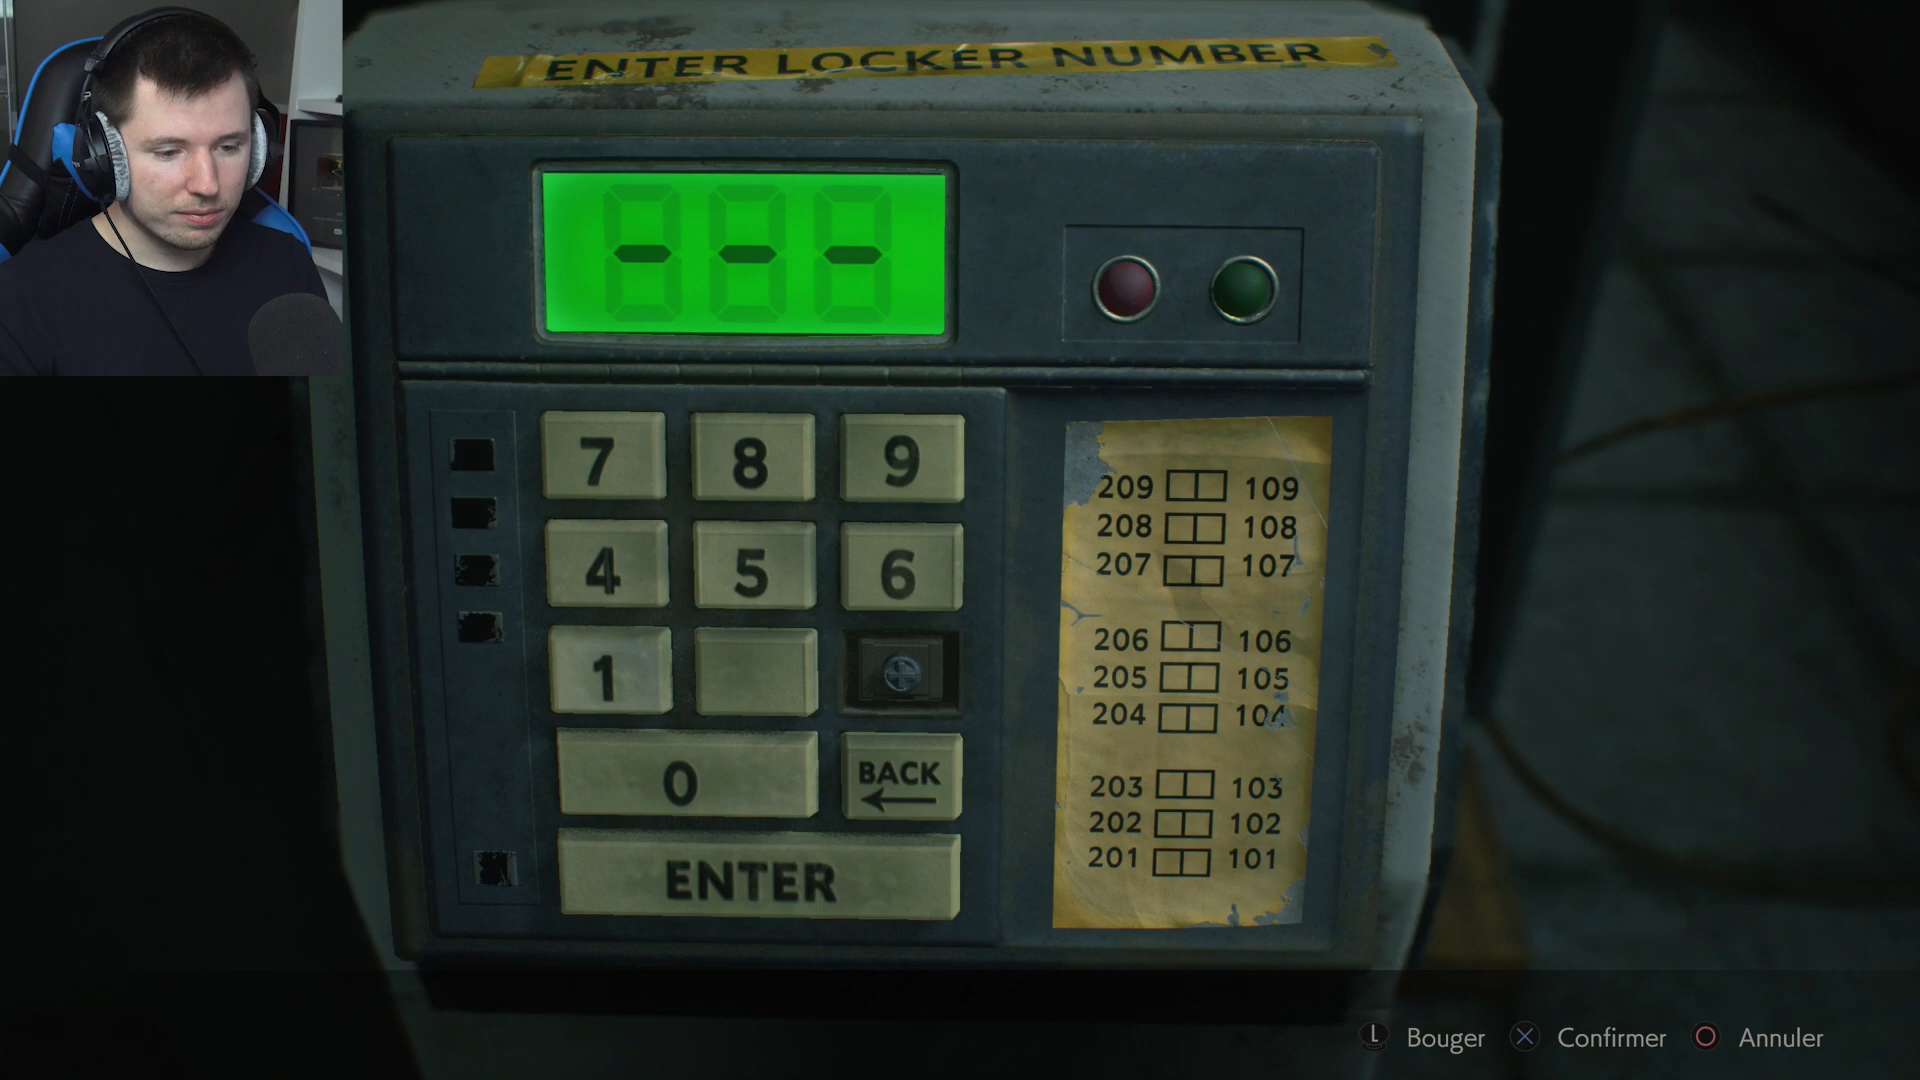 ENTER LOCKER NUMBER
7 8 9
4 5 6
1
0 BACK
ENTER
209 109
208 108
207 107
206 106
205 105
204 104
203 103
202 102
201 101
L Bouger Confirmer Annuler